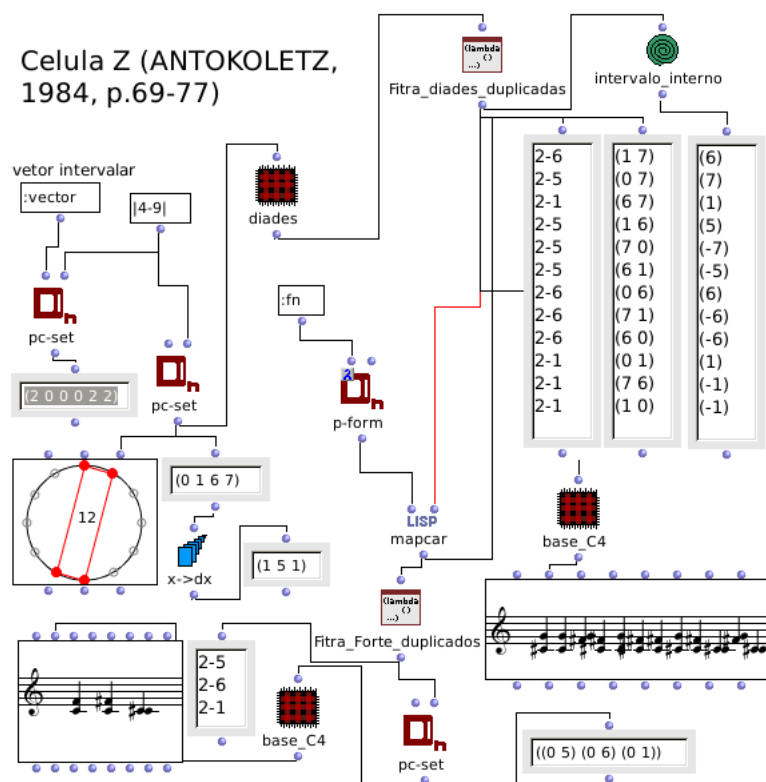 Celula Z (ANTOKOLETZ,
1984, p.69-77)
(lambda
()
...)
Fitra_diades_duplicadas
intervalo_interno
vetor intervalar
:vector
|4-9|
diades
pc-set
(2 0 0 0 2 2)
pc-set
:fn
p-form
2-6
2-5
2-1
2-5
2-5
2-5
2-6
2-6
2-6
2-1
2-1
2-1
(1 7)
(0 7)
(6 7)
(1 6)
(7 0)
(6 1)
(0 6)
(7 1)
(6 0)
(0 1)
(7 6)
(1 0)
(6)
(7)
(1)
(5)
(-7)
(-5)
(6)
(-6)
(-6)
(1)
(-1)
(-1)
12
(0 1 6 7)
x->dx
(1 5 1)
LISP
mapcar
base_C4
(lambda
()
...)
Fitra_Forte_duplicados
2-5
2-6
2-1
base_C4
pc-set
((0 5) (0 6) (0 1))